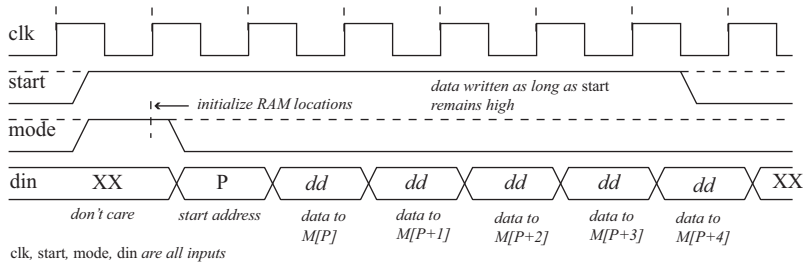 clk
start
data written as long as start
remains high
initialize RAM locations
mode
din XX P dd dd dd dd dd XX
don't care start address data to data to data to data to data to
M[P] M[P+1] M[P+2] M[P+3] M[P+4]
clk, start, mode, din are all inputs